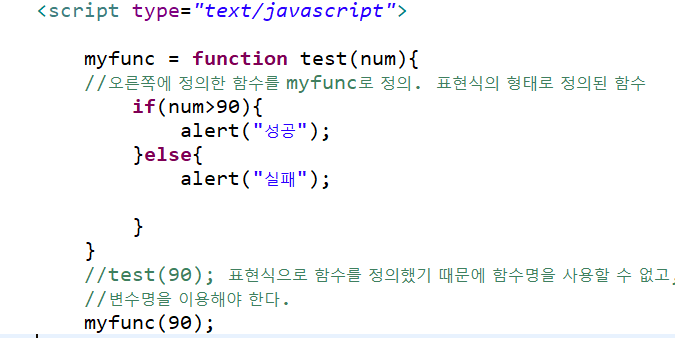 <script type="text/javascript">
myfunc = function test(num){
//오른쪽에 정의한 함수를 myfunc로 정의. 표현식의 형태로 정의된 함수
if(num>90){
alert("성공");
}else{
alert("실패");
}
}
//test(90); 표현식으로 함수를 정의했기 때문에 함수명을 사용할 수 없고,
//변수명을 이용해야 한다.
myfunc(90);